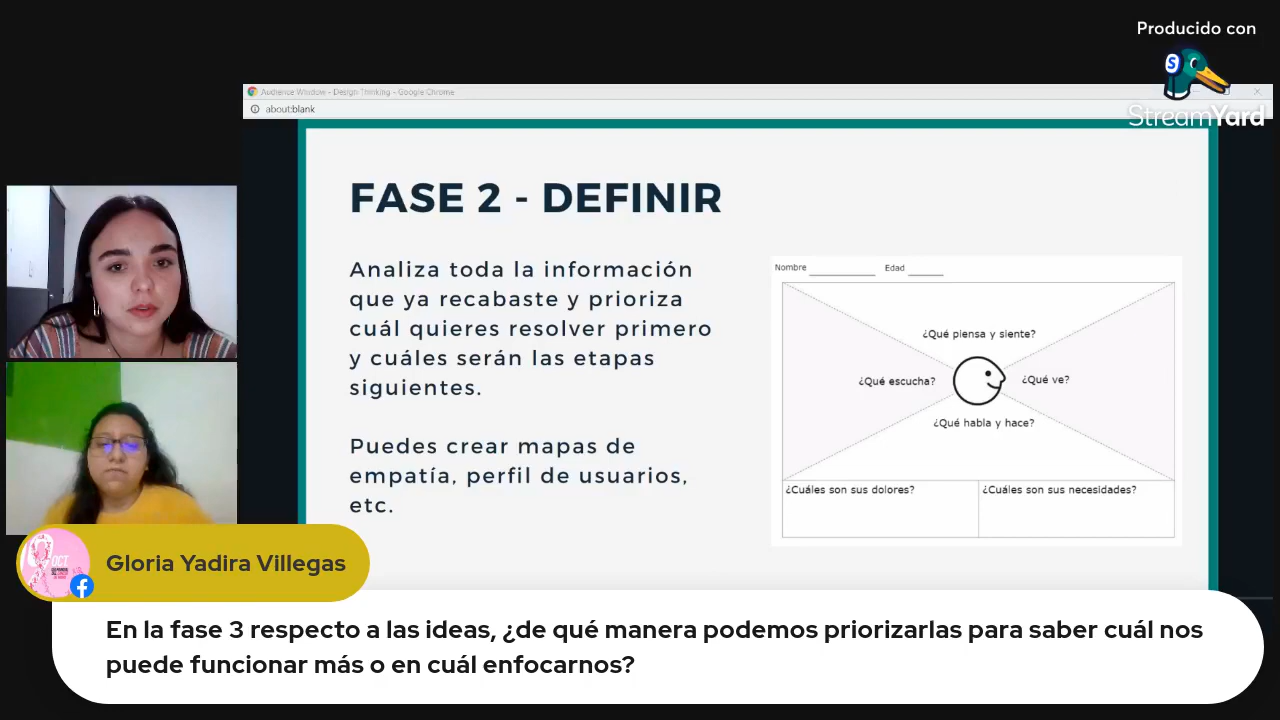 Producido con
StreamYard
Audience Window - Design Thinking - Google Chrome
about:blank
FASE 2 - DEFINIR
Analiza toda la información
que ya recabaste y prioriza
cuál quieres resolver primero
y cuáles serán las etapas
siguientes.
Puedes crear mapas de
empatía, perfil de usuarios,
etc.
Nombre
Edad
¿Qué piensa y siente?
¿Qué escucha?
¿Qué ve?
¿Qué habla y hace?
¿Cuáles son sus dolores?
¿Cuáles son sus necesidades?
Gloria Yadira Villegas
En la fase 3 respecto a las ideas, ¿de qué manera podemos priorizarlas para saber cuál nos
puede funcionar más o en cuál enfocarnos?